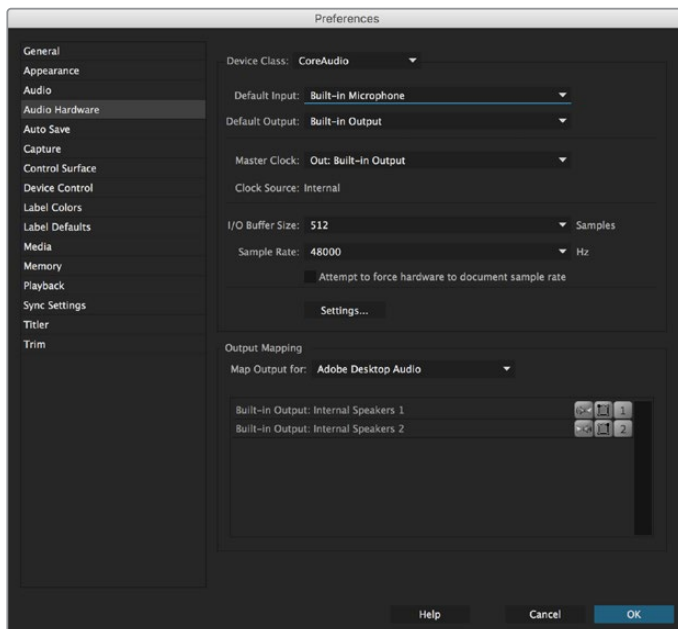 Preferences
General
Appearance
Audio
Audio Hardware
Auto Save
Capture
Control Surface
Device Control
Label Colors
Label Defaults
Media
Memory
Playback
Sync Settings
Titler
Trim
Device Class: CoreAudio
Default Input: Built-in Microphone
Default Output: Built-in Output
Master Clock: Out: Built-in Output
Clock Source: Internal
I/O Buffer Size: 512 Samples
Sample Rate: 48000 Hz
Attempt to force hardware to document sample rate
Settings...
Output Mapping
Map Output for: Adobe Desktop Audio
Built-in Output: Internal Speakers 1 1
Built-in Output: Internal Speakers 2 2
Help Cancel OK